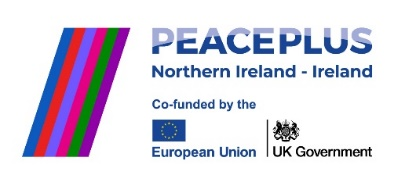 PEACEPLUS
Northern Ireland - Ireland
Co-funded by the
European Union
UK Government